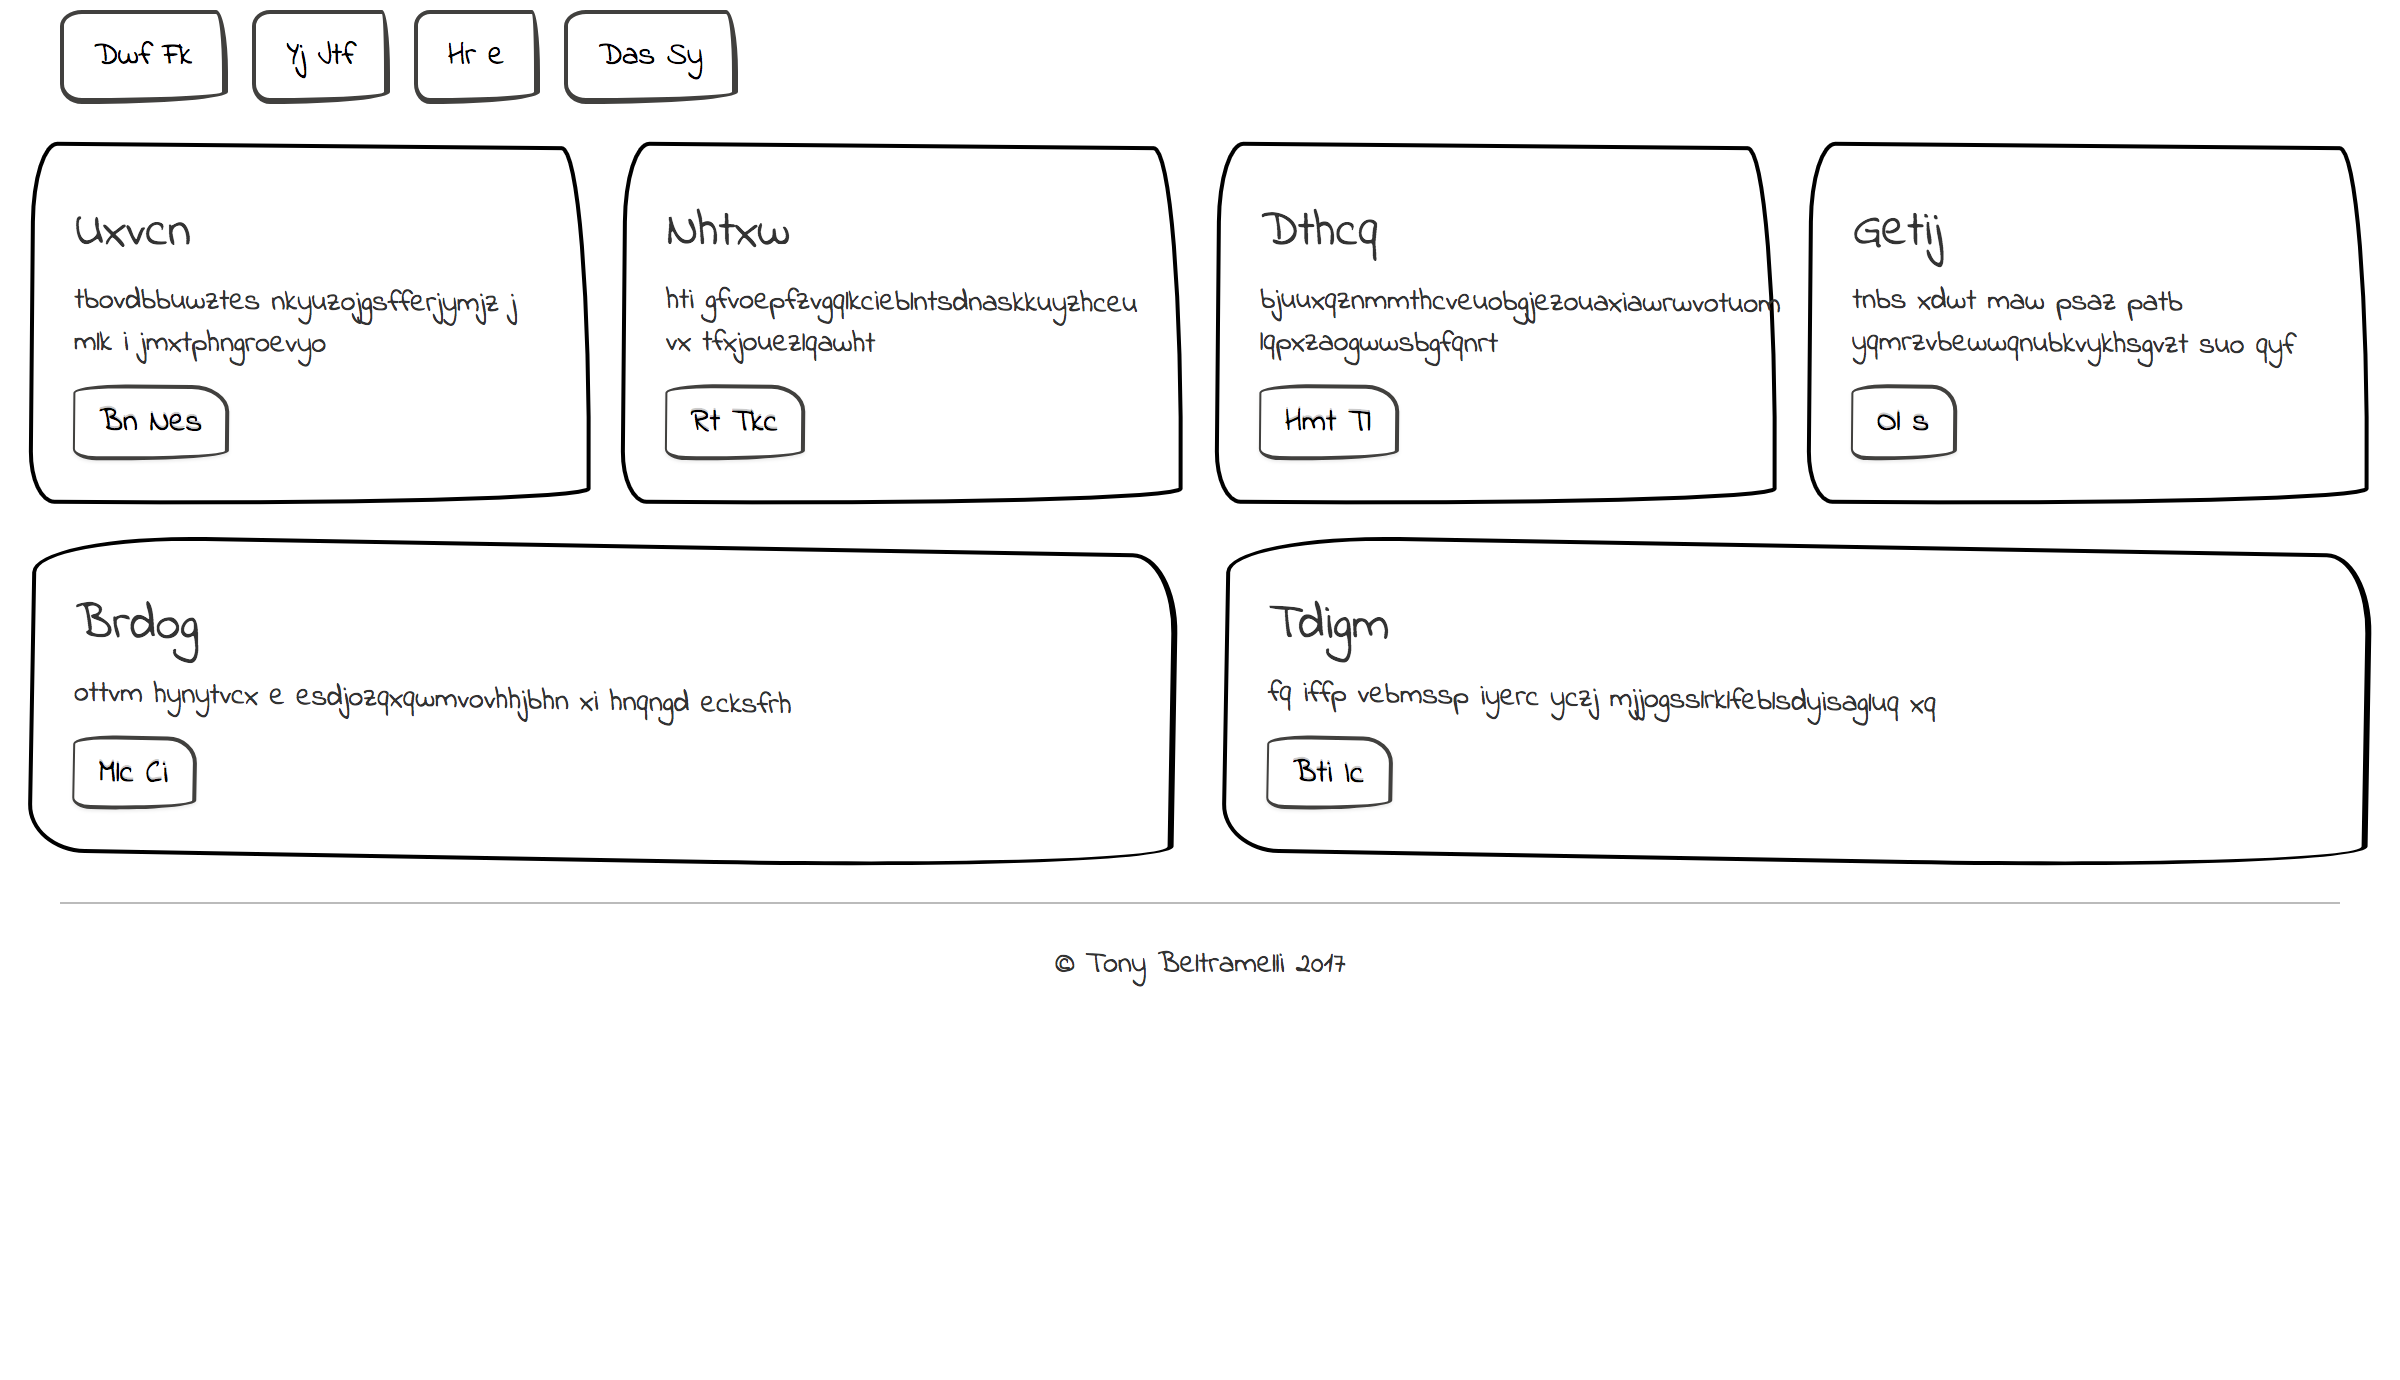 Dwf Fk
Yj Jtf
Hr e
Das Sy
Uxvcn
tbovdbbuwztes nkyuzojgsfferjymjz j
mlk i jmxtphngroevyo
Bn Nes
Nhtxw
hti gfvoepfzvgqlkcieblntsdnaskkuyzhceu
vx tfxjouezlqawht
Rt Tkc
Dthcq
bjuuxqznmmthcveuobgjezouaxiawrwvotuom
lqpxzaogwwsbgfqnrt
Hmt Tl
Getij
tnbs xdwt maw psaz patb
yqmrzvbewwqnubkvykhsgvzt suo qyf
Ol s
Brdog
ottvm hynytvcx e esdjozqxqwmvovhhjbhn xi hnqngd ecksfrh
Mlc Ci
Tdigm
fq iffp vebmssp iyerc yczj mjjogsslrklfeblsdyisagluq xq
Bti lc
© Tony Beltramelli 2017